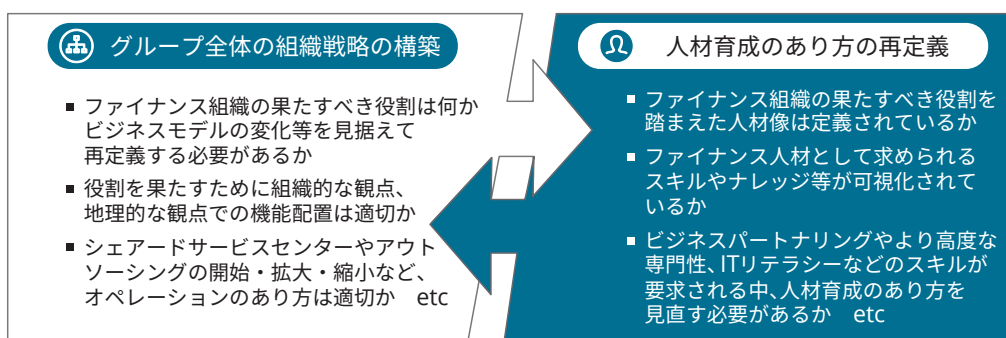 グループ全体の組織戦略の構築
ファイナンス組織の果たすべき役割は何か
ビジネスモデルの変化等を見据えて
再定義する必要があるか
役割を果たすために組織的な観点、
地理的な観点での機能配置は適切か
シェアードサービスセンターやアウト
ソーシングの開始・拡大・縮小など、
オペレーションのあり方は適切か　etc
人材育成のあり方の再定義
ファイナンス組織の果たすべき役割を
踏まえた人材像は定義されているか
ファイナンス人材として求められる
スキルやナレッジ等が可視化されて
いるか
ビジネスパートナリングやより高度な
専門性、ITリテラシーなどのスキルが
要求される中、人材育成のあり方を
見直す必要があるか　etc